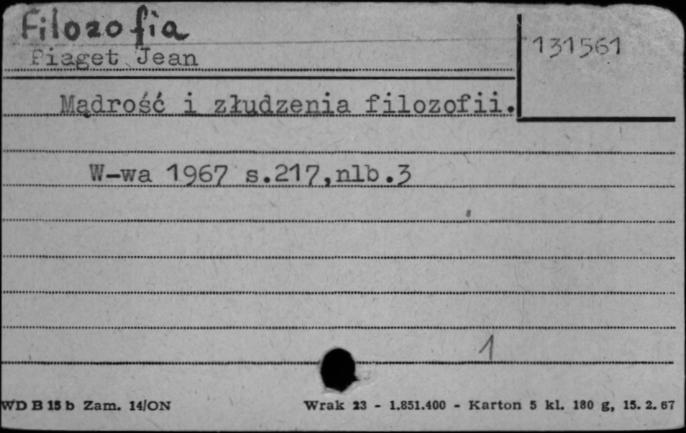 Filozofia
131561
Piaget Jean
Mądrość i złudzenia filozofii.
W-wa 1967 s.217,nlb.3
1
WD B 15 b Zam. 14/ON
Wrak 23 - 1.851.400 - Karton 5 kl. 180 g, 15. 2. 67